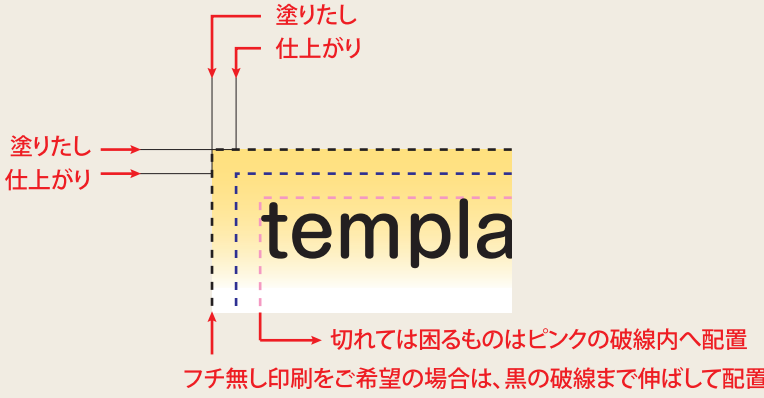 塗りたし
仕上がり
塗りたし
仕上がり
templa
切れては困るものはピンクの破線内へ配置
フチ無し印刷をご希望の場合は、黒の破線まで伸ばして配置